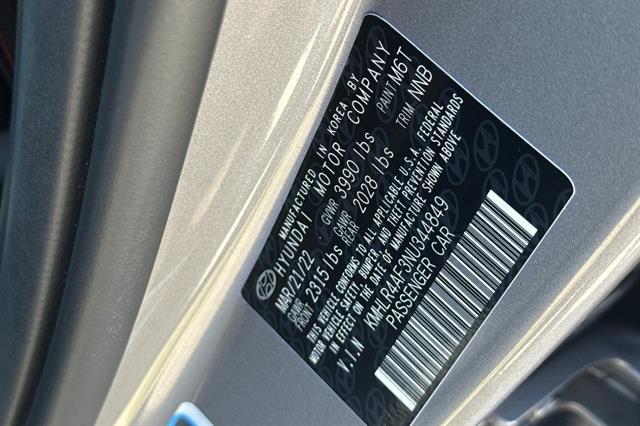 HYUNDAI
MANUFACTURED IN KOREA BY
HYUNDAI MOTOR COMPANY
MAR/21/22 GVWR 3990 lbs PAINT M6T
GAWR FRONT 2315 lbs GAWR REAR 2028 lbs TRIM NNB
THIS VEHICLE CONFORMS TO ALL APPLICABLE U.S.A. FEDERAL
MOTOR VEHICLE SAFETY, BUMPER, AND THEFT PREVENTION STANDARDS
IN EFFECT ON THE DATE OF MANUFACTURE SHOWN ABOVE
V.I.N KMHLR4AF2NU344849
PASSENGER CAR